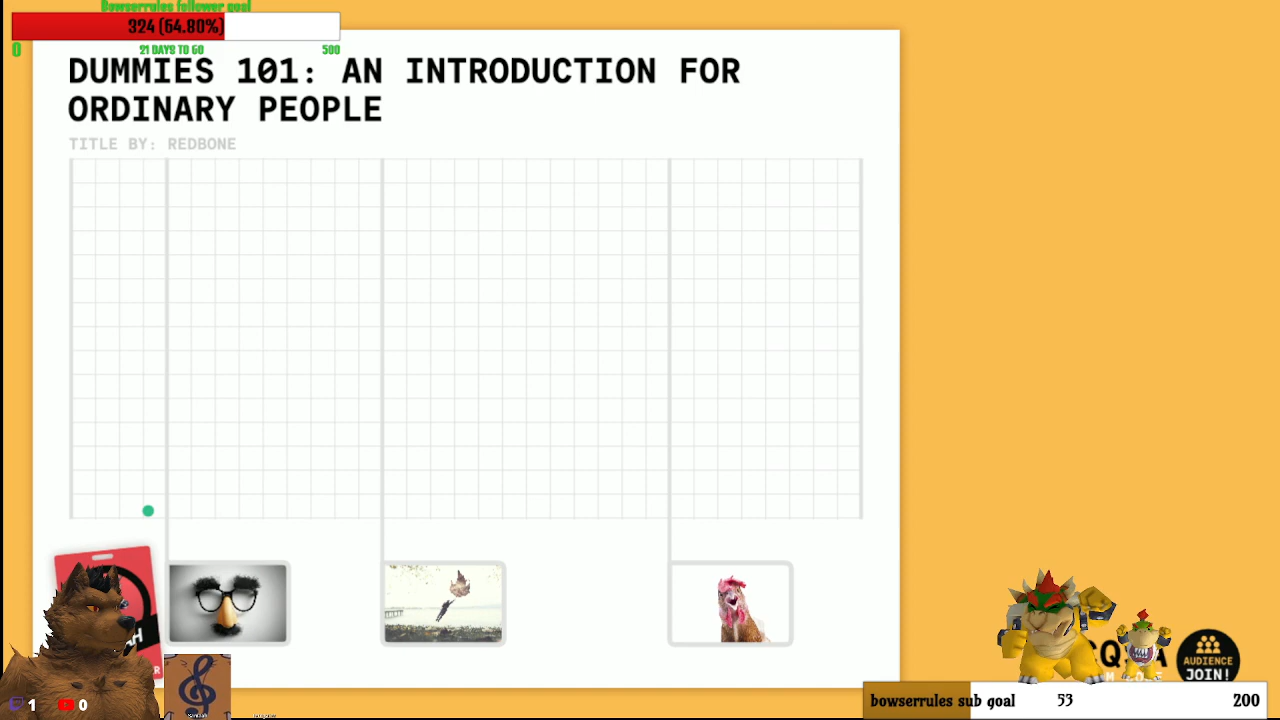 Bowserrules follower goal
324 (64.80%)
0
21 DAYS TO GO
500
DUMMIES 101: AN INTRODUCTION FOR
ORDINARY PEOPLE
TITLE BY: REDBONE
AUDIENCE
JOIN!
1
0
bowserrules sub goal
53
200